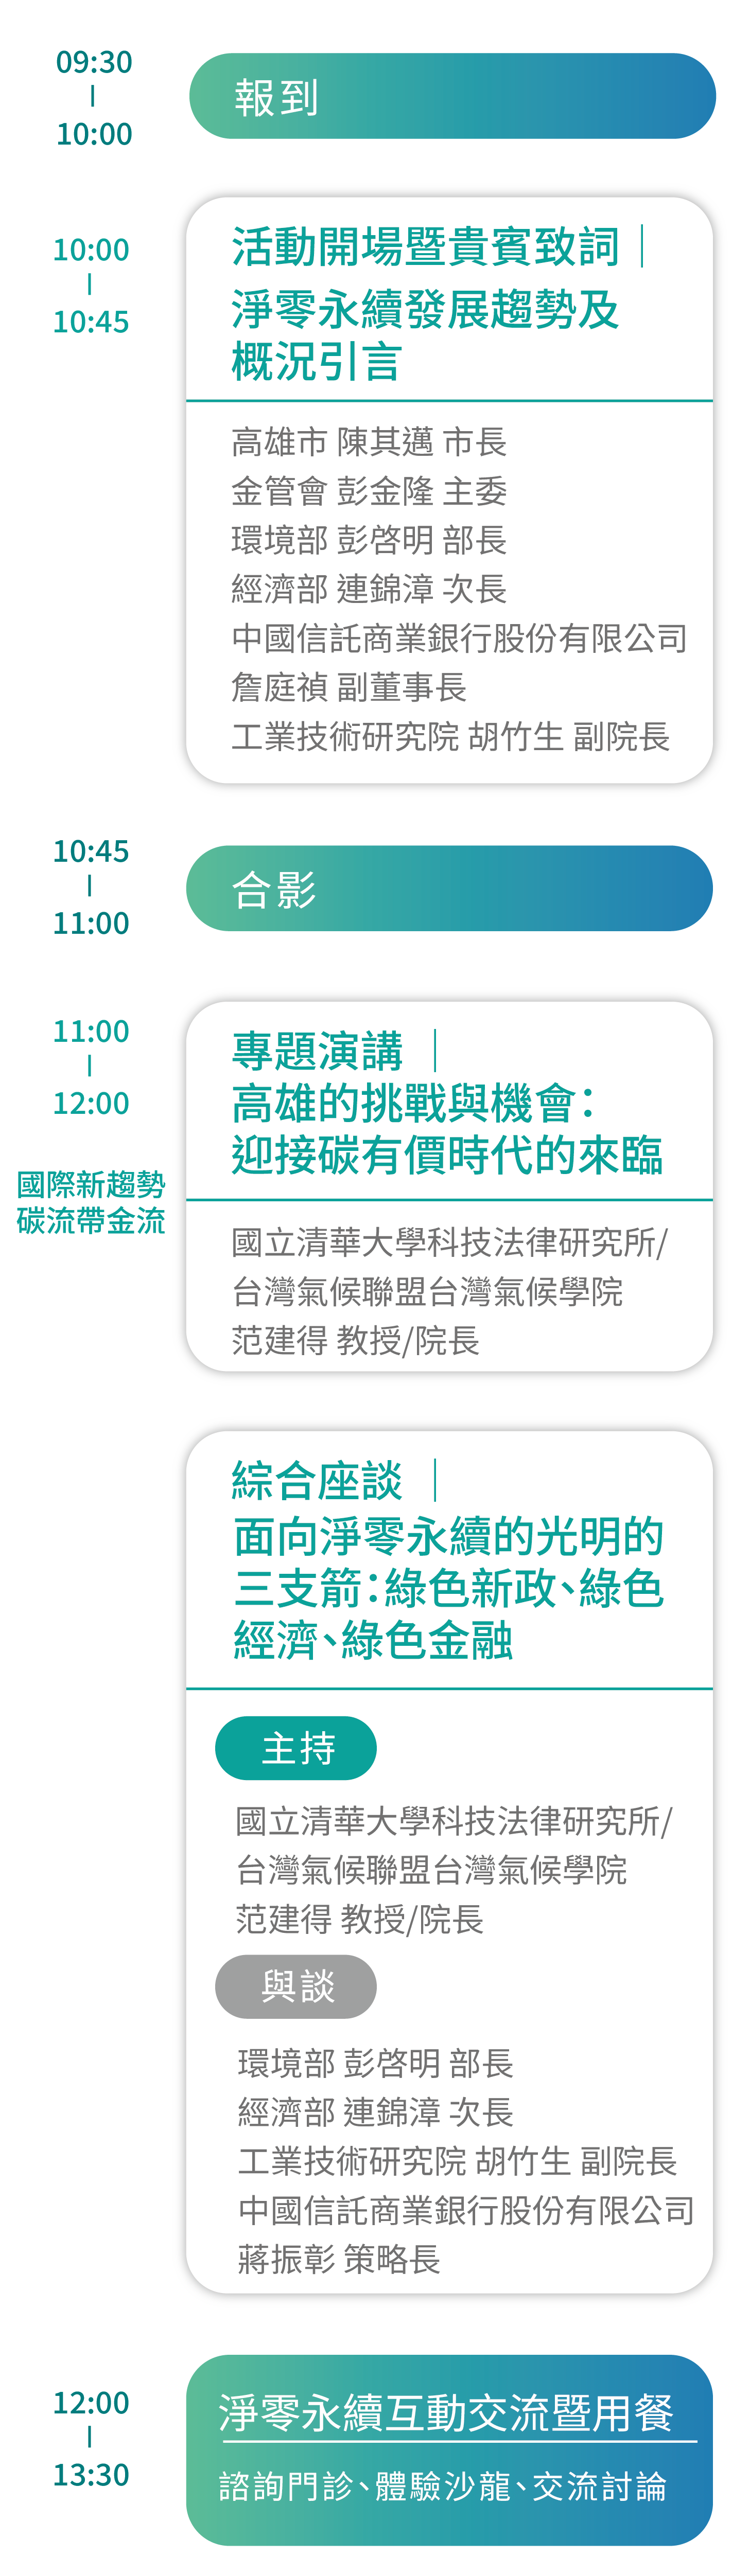 09:30
|
10:00
報到
10:00
|
10:45
活動開場暨貴賓致詞｜
淨零永續發展趨勢及
概況引言
高雄市 陳其邁 市長
金管會 彭金隆 主委
環境部 彭啓明 部長
經濟部 連錦漳 次長
中國信託商業銀行股份有限公司
詹庭禎 副董事長
工業技術研究院 胡竹生 副院長
10:45
|
11:00
合影
11:00
|
12:00
國際新趨勢
碳流帶金流
專題演講 ｜
高雄的挑戰與機會：
迎接碳有價時代的來臨
國立清華大學科技法律研究所/
台灣氣候聯盟台灣氣候學院
范建得 教授/院長
綜合座談 ｜
面向淨零永續的光明的
三支箭：綠色新政、綠色
經濟、綠色金融
主持
國立清華大學科技法律研究所/
台灣氣候聯盟台灣氣候學院
范建得 教授/院長
與談
環境部 彭啓明 部長
經濟部 連錦漳 次長
工業技術研究院 胡竹生 副院長
中國信託商業銀行股份有限公司
蔣振彰 策略長
12:00
|
13:30
淨零永續互動交流暨用餐
諮詢門診、體驗沙龍、交流討論